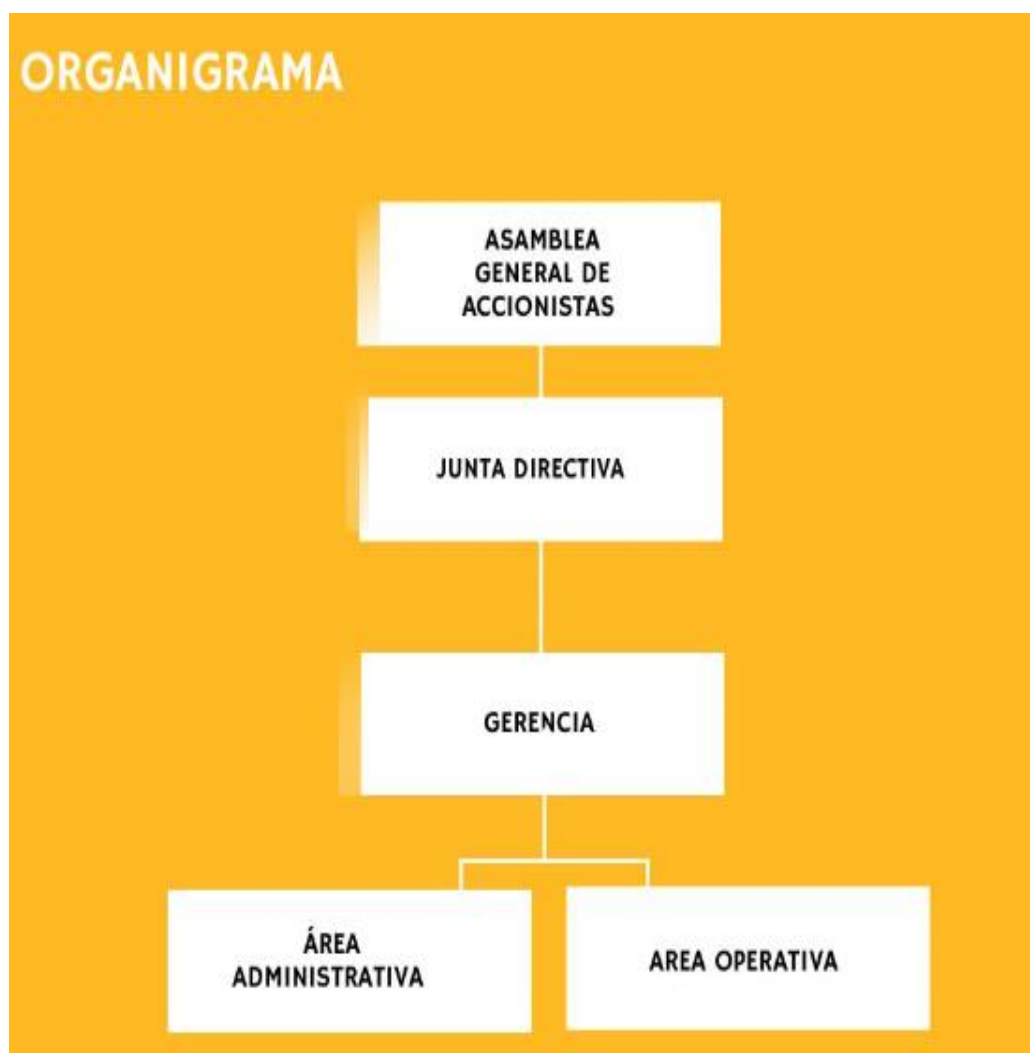 ORGANIGRAMA
ASAMBLEA
GENERAL DE
ACCIONISTAS
JUNTA DIRECTIVA
GERENCIA
ÁREA
ADMINISTRATIVA
AREA OPERATIVA